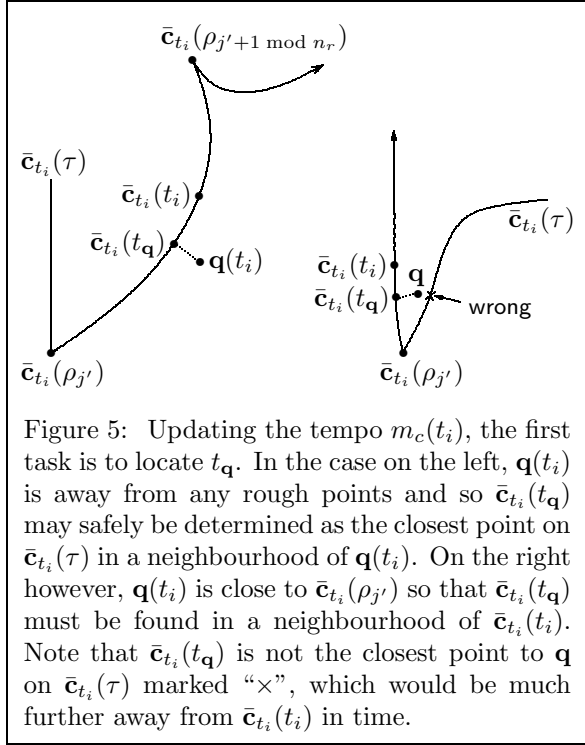 c̄_{t_i}(ρ_{j′+1 mod n_r})
c̄_{t_i}(τ)
c̄_{t_i}(t_i)
c̄_{t_i}(t_q)
q(t_i)
c̄_{t_i}(ρ_{j′})
c̄_{t_i}(τ)
c̄_{t_i}(t_i)
q
c̄_{t_i}(t_q)
wrong
c̄_{t_i}(ρ_{j′})
Figure 5: Updating the tempo m_c(t_i), the first
task is to locate t_q. In the case on the left, q(t_i)
is away from any rough points and so c̄_{t_i}(t_q)
may safely be determined as the closest point on
c̄_{t_i}(τ) in a neighbourhood of q(t_i). On the right
however, q(t_i) is close to c̄_{t_i}(ρ_{j′}) so that c̄_{t_i}(t_q)
must be found in a neighbourhood of c̄_{t_i}(t_i).
Note that c̄_{t_i}(t_q) is not the closest point to q
on c̄_{t_i}(τ) marked “×”, which would be much
further away from c̄_{t_i}(t_i) in time.